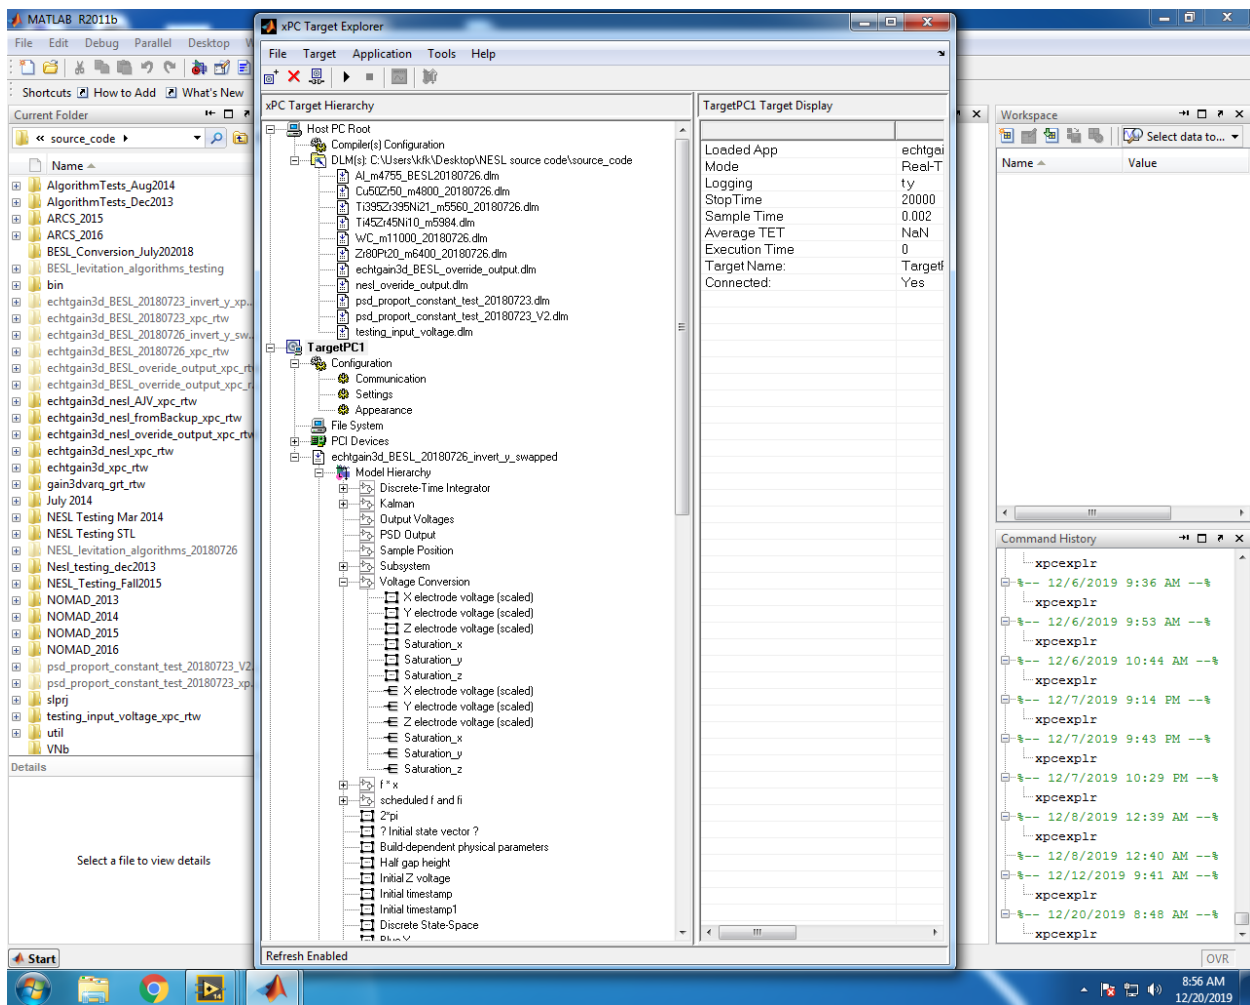 MATLAB R2011b
File Edit Debug Parallel Desktop W
Shortcuts How to Add What's New
Current Folder
« source_code
Name
AlgorithmTests_Aug2014
AlgorithmTests_Dec2013
ARCS_2015
ARCS_2016
BESL_Conversion_July202018
BESL_levitation_algorithms_testing
bin
echtgain3d_BESL_20180723_invert_y_xp...
echtgain3d_BESL_20180723_xpc_rtw
echtgain3d_BESL_20180726_invert_y_sw...
echtgain3d_BESL_20180726_xpc_rtw
echtgain3d_BESL_overide_output_xpc_rt
echtgain3d_BESL_override_output_xpc_r
echtgain3d_nesl_AJV_xpc_rtw
echtgain3d_nesl_fromBackup_xpc_rtw
echtgain3d_nesl_overide_output_xpc_rtw
echtgain3d_nesl_xpc_rtw
echtgain3d_xpc_rtw
gain3dvarq_grt_rtw
July 2014
NESL Testing Mar 2014
NESL Testing STL
NESL_levitation_algorithms_20180726
Nesl_testing_dec2013
NESL_Testing_Fall2015
NOMAD_2013
NOMAD_2014
NOMAD_2015
NOMAD_2016
psd_proport_constant_test_20180723_V2
psd_proport_constant_test_20180723_xp.
slprj
testing_input_voltage_xpc_rtw
util
VNb
Details
Select a file to view details
Start
xPC Target Explorer
File Target Application Tools Help
xPC Target Hierarchy
Host PC Root
Compiler(s) Configuration
DLM(s): C:\Users\kfk\Desktop\NESL source code\source_code
Al_m4755_BESL20180726.dlm
Cu50Zr50_m4800_20180726.dlm
Ti395Zr395Ni21_m5560_20180726.dlm
Ti45Zr45Ni10_m5984.dlm
WC_m11000_20180726.dlm
Zr80Pt20_m6400_20180726.dlm
echtgain3d_BESL_override_output.dlm
nesl_overide_output.dlm
psd_proport_constant_test_20180723.dlm
psd_proport_constant_test_20180723_V2.dlm
testing_input_voltage.dlm
TargetPC1
Configuration
Communication
Settings
Appearance
File System
PCI Devices
echtgain3d_BESL_20180726_invert_y_swapped
Model Hierarchy
Discrete-Time Integrator
Kalman
Output Voltages
PSD Output
Sample Position
Subsystem
Voltage Conversion
X electrode voltage (scaled)
Y electrode voltage (scaled)
Z electrode voltage (scaled)
Saturation_x
Saturation_y
Saturation_z
X electrode voltage (scaled)
Y electrode voltage (scaled)
Z electrode voltage (scaled)
Saturation_x
Saturation_y
Saturation_z
f * x
scheduled f and fi
2*pi
? Initial state vector ?
Build-dependent physical parameters
Half gap height
Initial Z voltage
Initial timestamp
Initial timestamp1
Discrete State-Space
Refresh Enabled
TargetPC1 Target Display
Loaded App echtgai
Mode Real-T
Logging ty
StopTime 20000
Sample Time 0.002
Average TET NaN
Execution Time 0
Target Name: Target
Connected: Yes
Workspace
Select data to...
Name Value
Command History
xpcexplr
%-- 12/6/2019 9:36 AM --%
xpcexplr
%-- 12/6/2019 9:53 AM --%
xpcexplr
%-- 12/6/2019 10:44 AM --%
xpcexplr
%-- 12/7/2019 9:14 PM --%
xpcexplr
%-- 12/7/2019 9:43 PM --%
xpcexplr
%-- 12/7/2019 10:29 PM --%
xpcexplr
%-- 12/8/2019 12:39 AM --%
xpcexplr
%-- 12/8/2019 12:40 AM --%
%-- 12/12/2019 9:41 AM --%
xpcexplr
%-- 12/20/2019 8:48 AM --%
xpcexplr
OVR
8:56 AM
12/20/2019